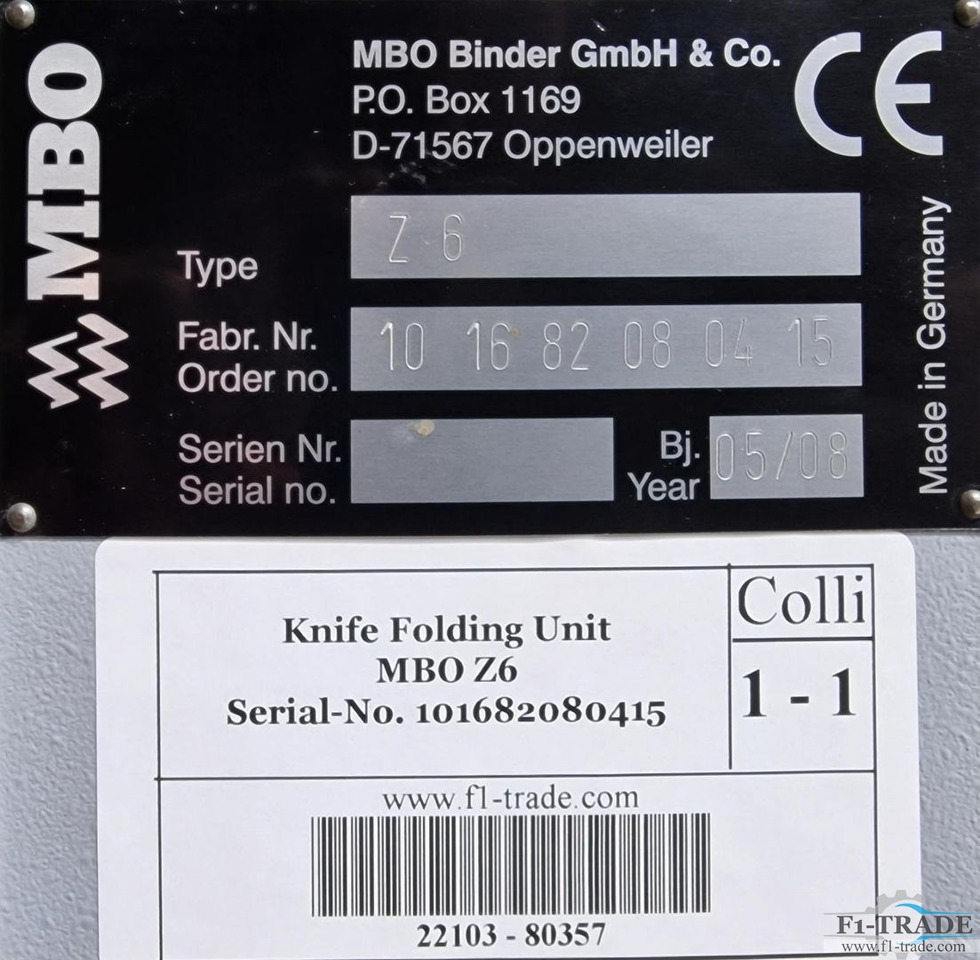 MBO
MBO Binder GmbH & Co.
P.O. Box 1169
D-71567 Oppenweiler
CE
Type
Z 6
Fabr. Nr.
Order no.
10 16 82 08 04 15
Serien Nr.
Serial no.
Bj.
Year
05/08
Made in Germany
Knife Folding Unit
MBO Z6
Serial-No. 101682080415
Colli
1 - 1
www.f1-trade.com
22103 - 80357
F1-TRADE
www.f1-trade.com